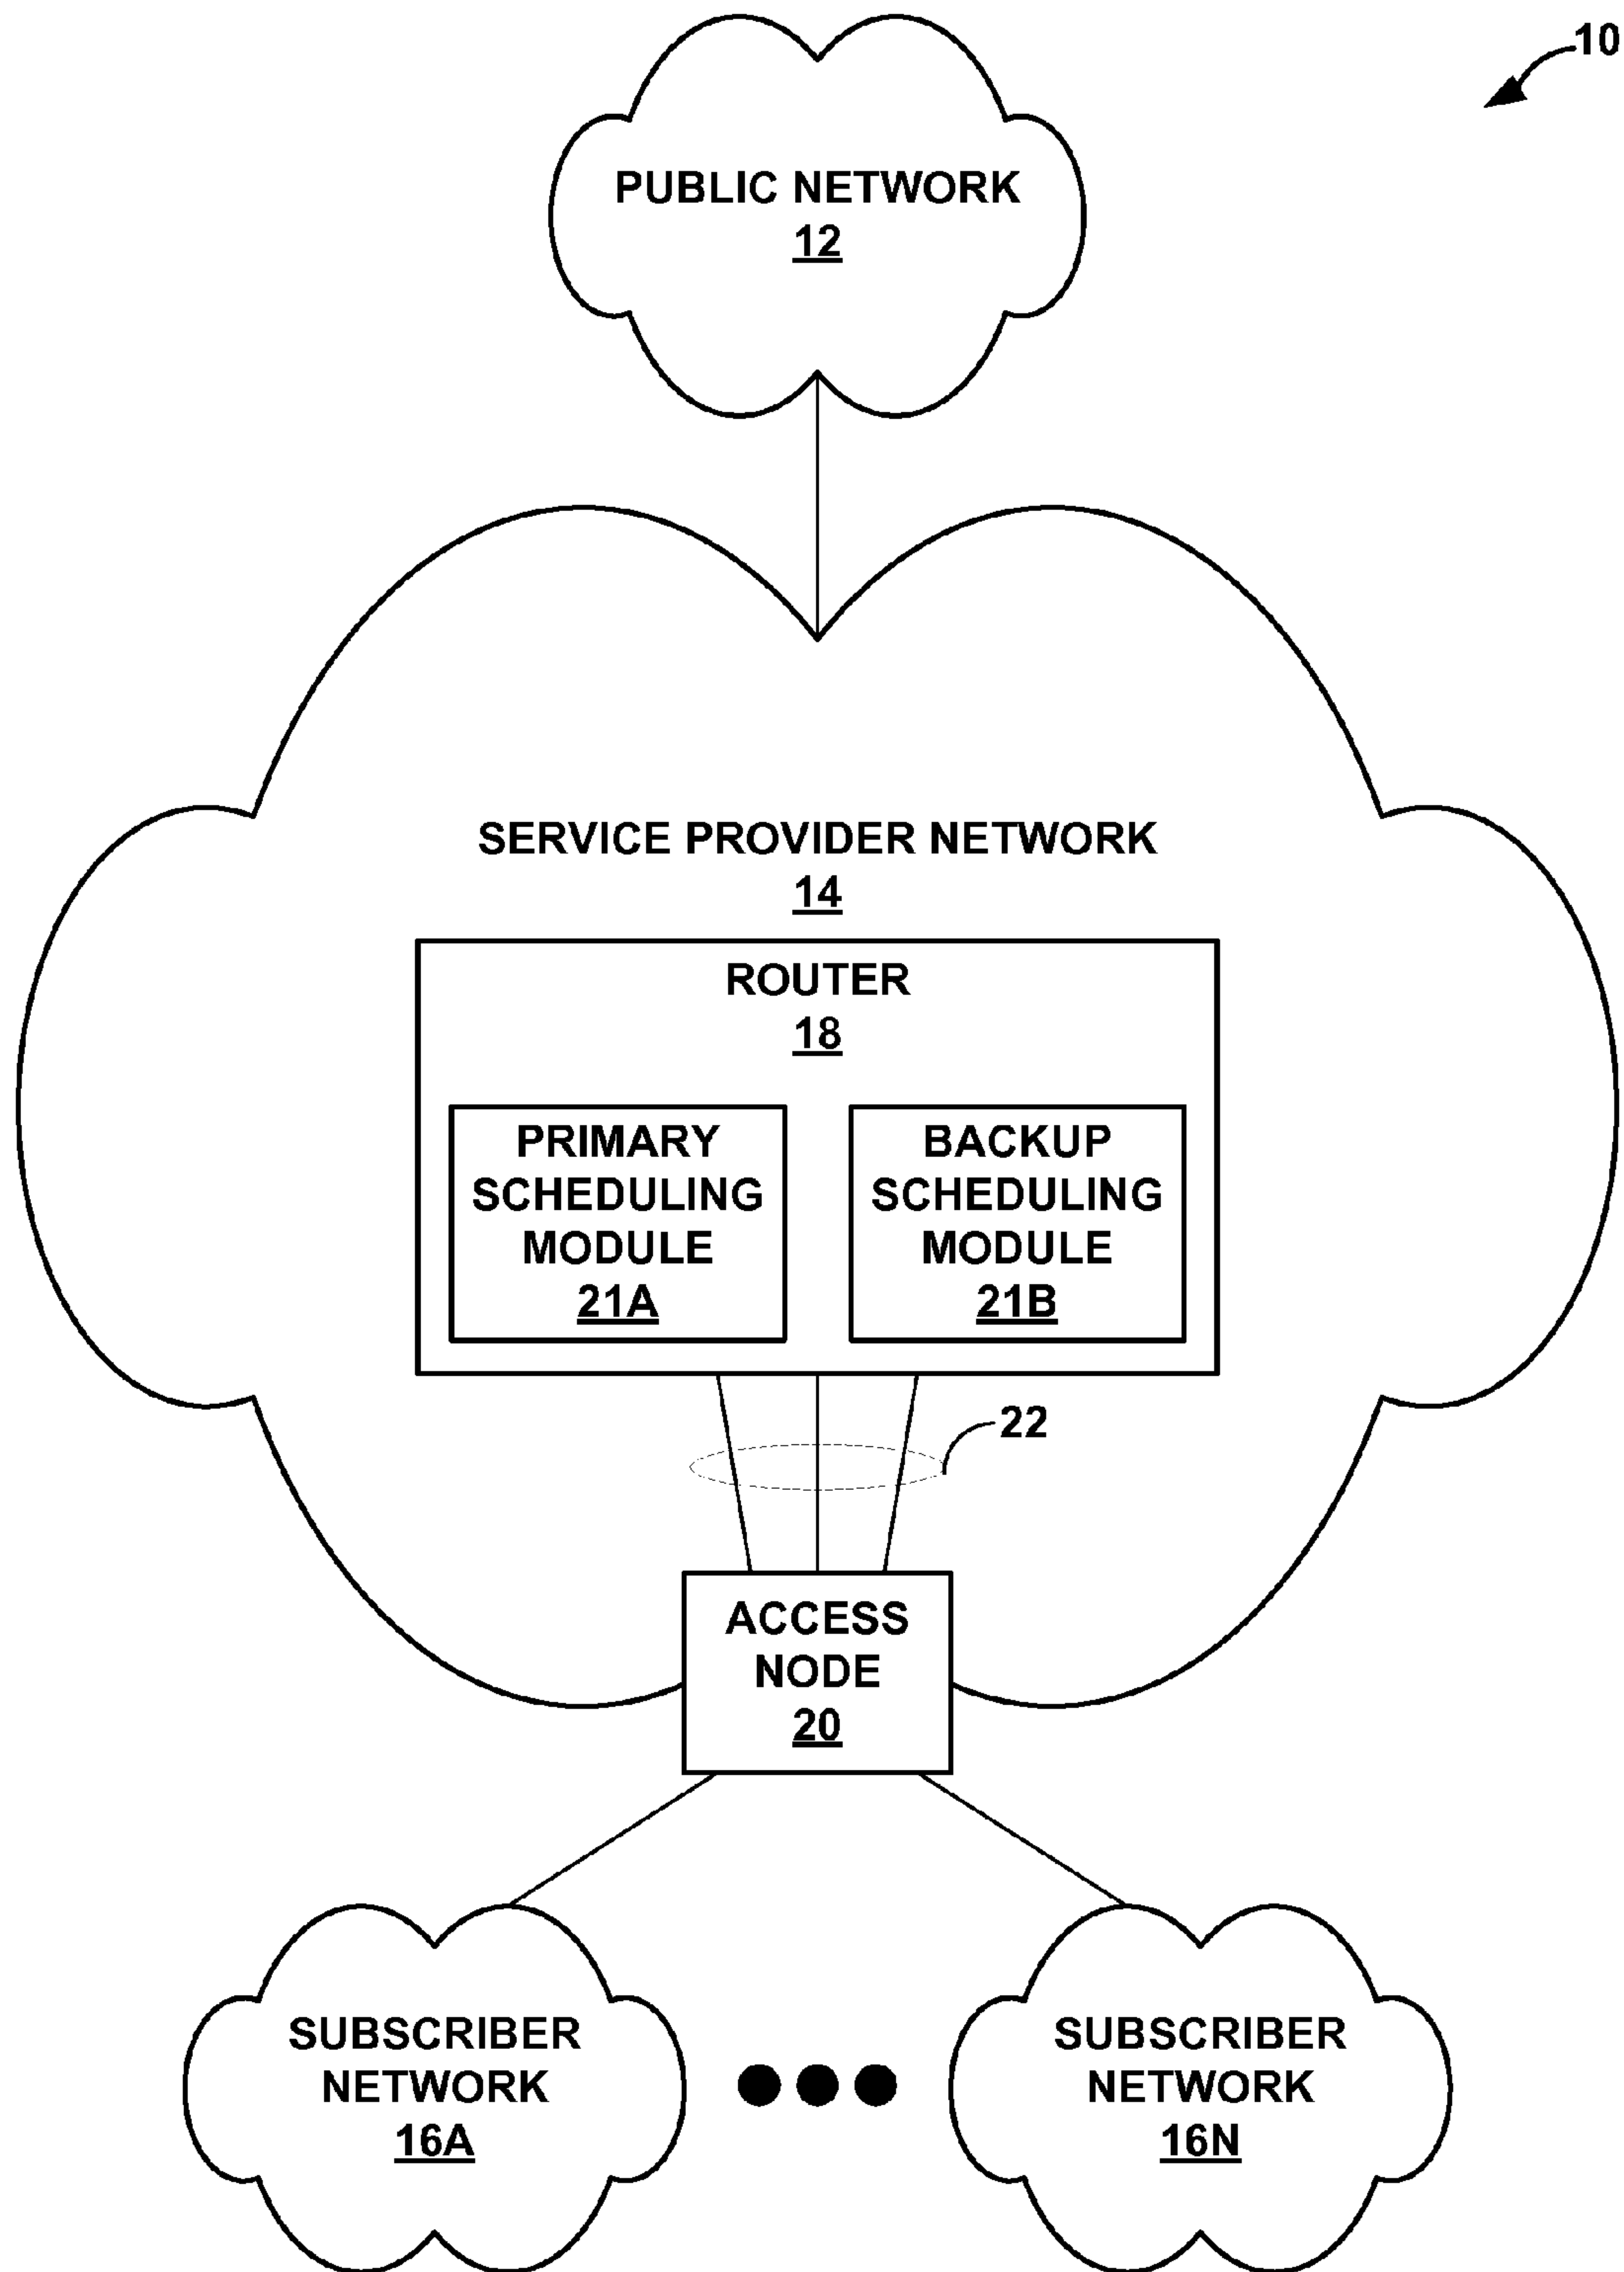 10
PUBLIC NETWORK
12
SERVICE PROVIDER NETWORK
14
ROUTER
18
PRIMARY
SCHEDULING
MODULE
21A
BACKUP
SCHEDULING
MODULE
21B
22
ACCESS
NODE
20
SUBSCRIBER
NETWORK
16A
SUBSCRIBER
NETWORK
16N